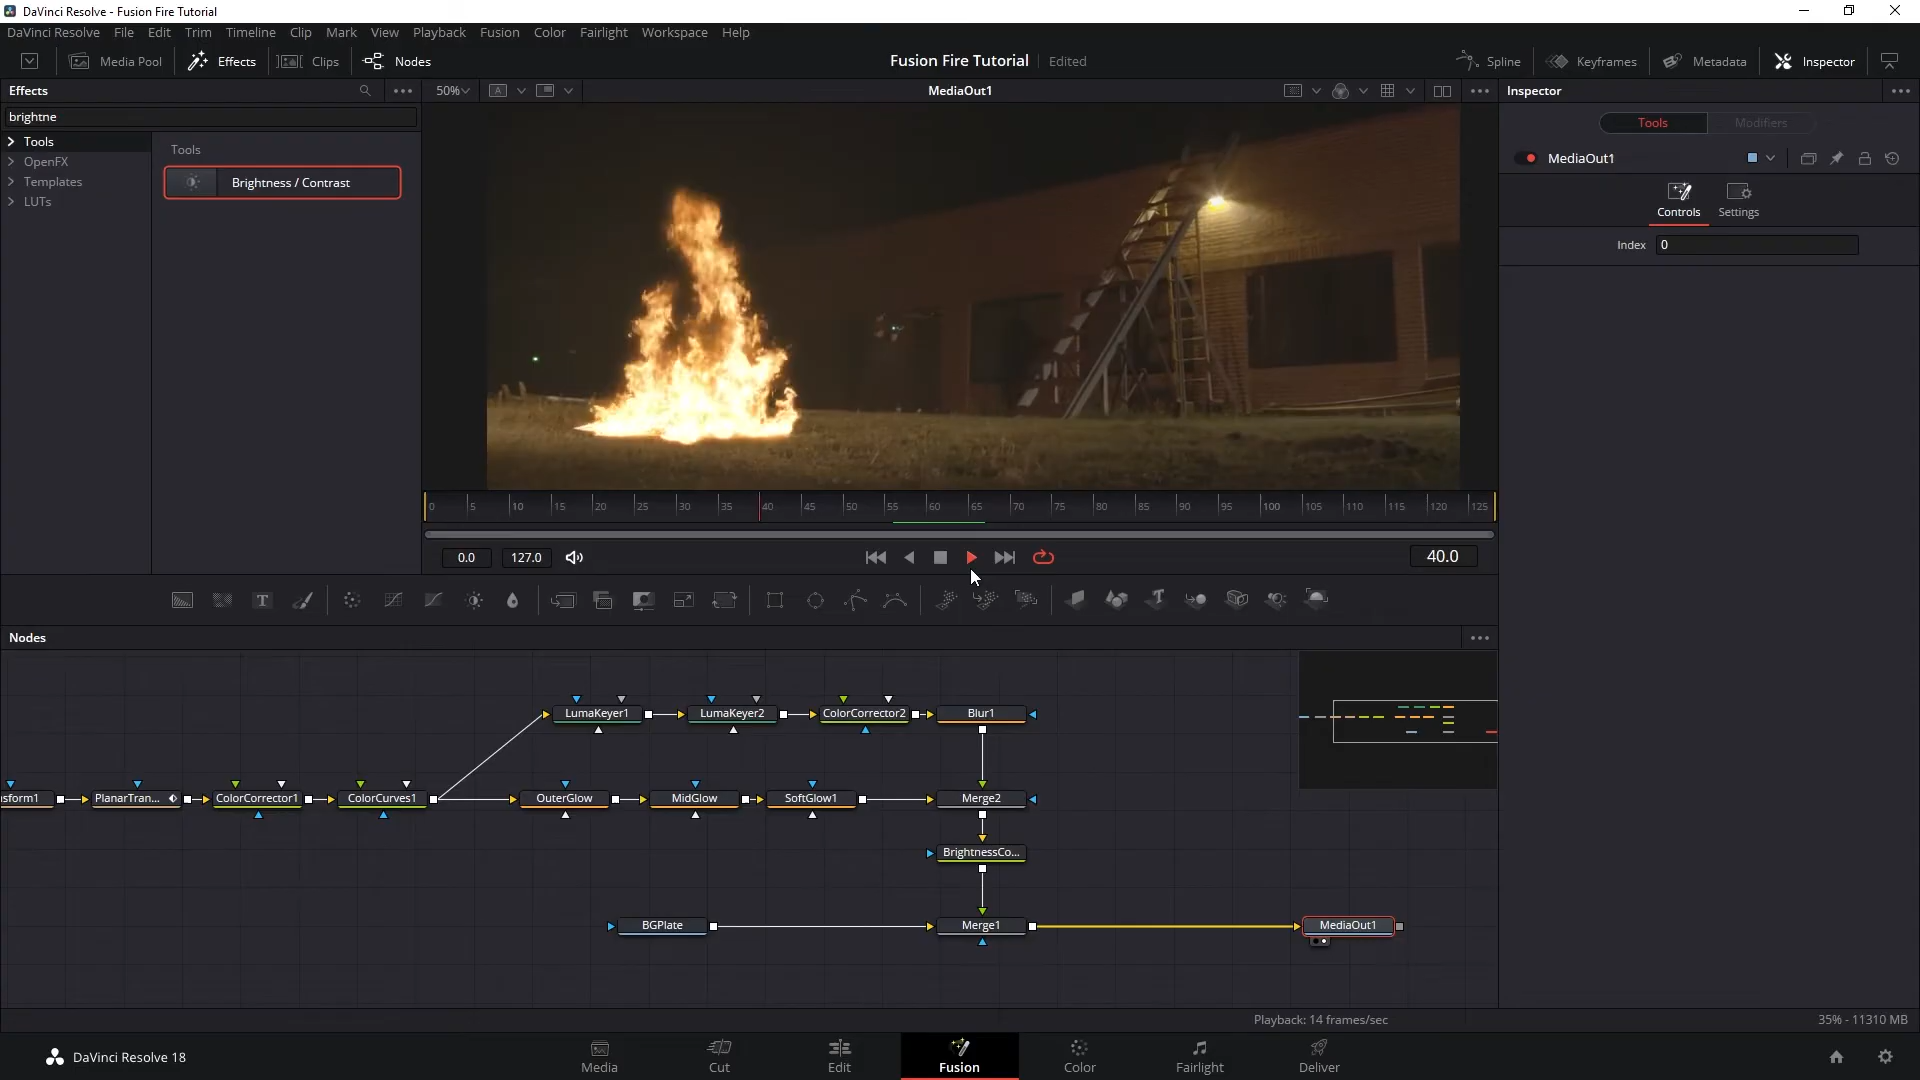 DaVinci Resolve - Fusion Fire Tutorial
DaVinci Resolve File Edit Trim Timeline Clip Mark View Playback Fusion Color Fairlight Workspace Help
Media Pool Effects Clips Nodes Fusion Fire Tutorial Edited Spline Keyframes Metadata Inspector
Effects 50% A MediaOut1 Inspector
brightne
Tools Modifiers
Tools
OpenFX
Templates
LUTs
Tools
Brightness / Contrast
MediaOut1
Controls Settings
Index 0
0 5 10 15 20 25 30 35 40 45 50 55 60 65 70 75 80 85 90 95 100 105 110 115 120 125
0.0 127.0 40.0
T
Nodes
LumaKeyer1 LumaKeyer2 ColorCorrector2 Blur1
sform1 PlanarTran... ColorCorrector1 ColorCurves1 OuterGlow MidGlow SoftGlow1 Merge2
BrightnessCo...
BGPlate Merge1 MediaOut1
Playback: 14 frames/sec 35% - 11310 MB
DaVinci Resolve 18 Media Cut Edit Fusion Color Fairlight Deliver